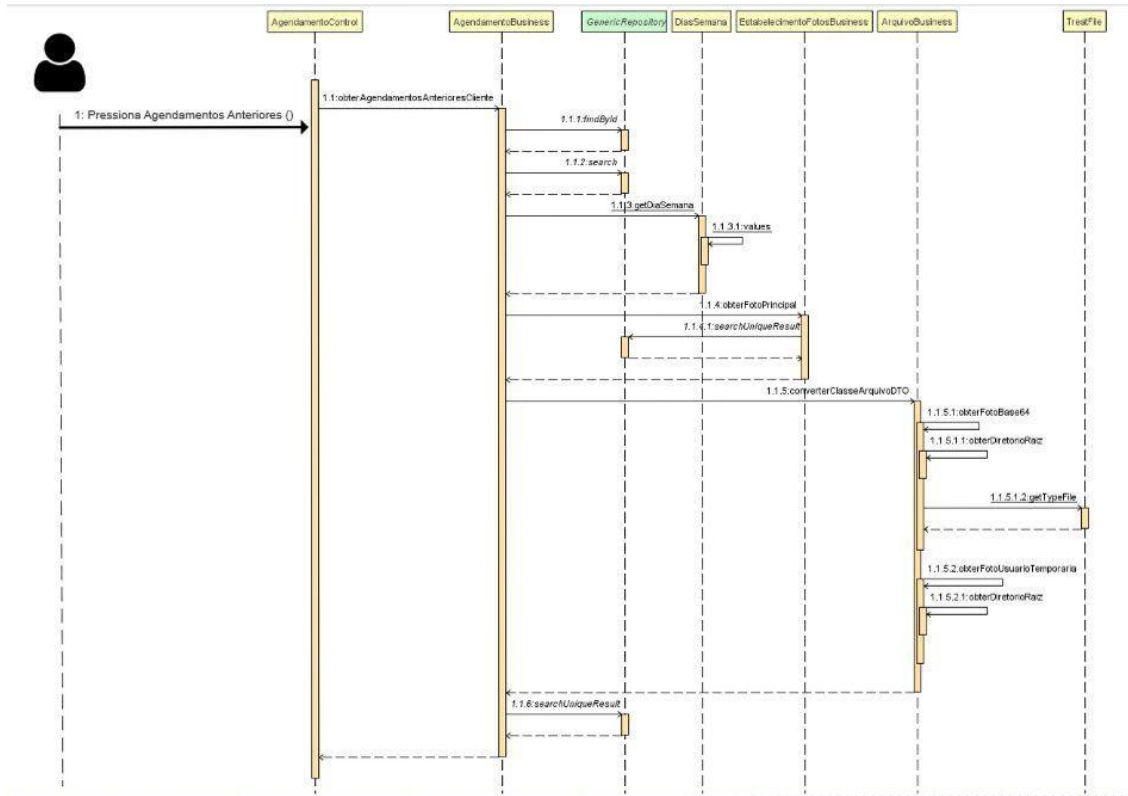 AgendamentoControl
AgendamentoBusiness
GenericRepository
DiasSemana
EstabelecimentoFotosBusiness
ArquivoBusiness
TreatFile
1.1:obterAgendamentosAnterioresCliente
1: Pressiona Agendamentos Anteriores ()
1.1.1:findById
1.1.2:search
1.1.3:getDiaSemana
1.1.3.1:values
1.1.4:obterFotoPrincipal
1.1.4.1:searchUniqueResult
1.1.5:converterClasseArquivoDTO
1.1.5.1:obterFotoBase64
1.1.5.1.1:obterDiretorioRaiz
1.1.5.1.2:getTypeFile
1.1.5.2:obterFotoUsuarioTemporaria
1.1.5.2.1:obterDiretorioRaiz
1.1.6:searchUniqueResult